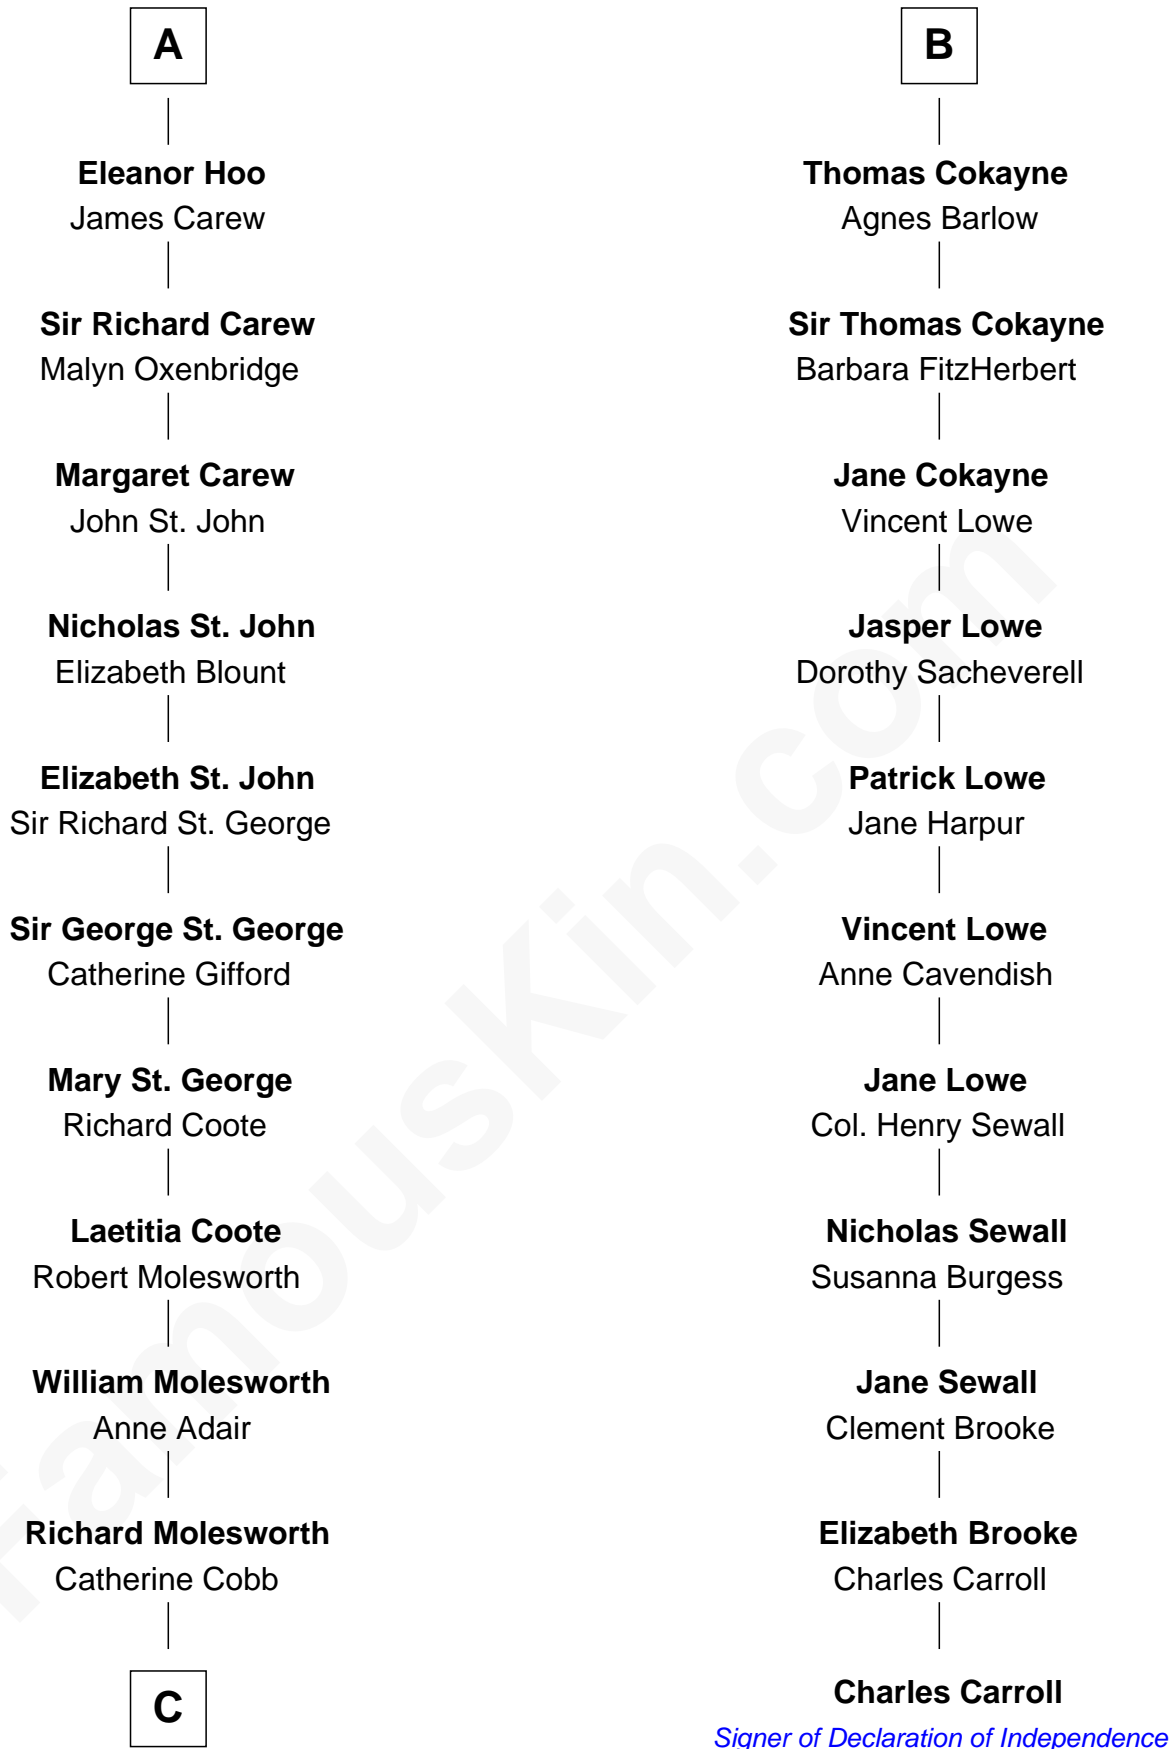 A
Eleanor Hoo
James Carew
Sir Richard Carew
Malyn Oxenbridge
Margaret Carew
John St. John
Nicholas St. John
Elizabeth Blount
Elizabeth St. John
Sir Richard St. George
Sir George St. George
Catherine Gifford
Mary St. George
Richard Coote
Laetitia Coote
Robert Molesworth
William Molesworth
Anne Adair
Richard Molesworth
Catherine Cobb
C
B
Thomas Cokayne
Agnes Barlow
Sir Thomas Cokayne
Barbara FitzHerbert
Jane Cokayne
Vincent Lowe
Jasper Lowe
Dorothy Sacheverell
Patrick Lowe
Jane Harpur
Vincent Lowe
Anne Cavendish
Jane Lowe
Col. Henry Sewall
Nicholas Sewall
Susanna Burgess
Jane Sewall
Clement Brooke
Elizabeth Brooke
Charles Carroll
Charles Carroll
Signer of Declaration of Independence
FamousKin.com